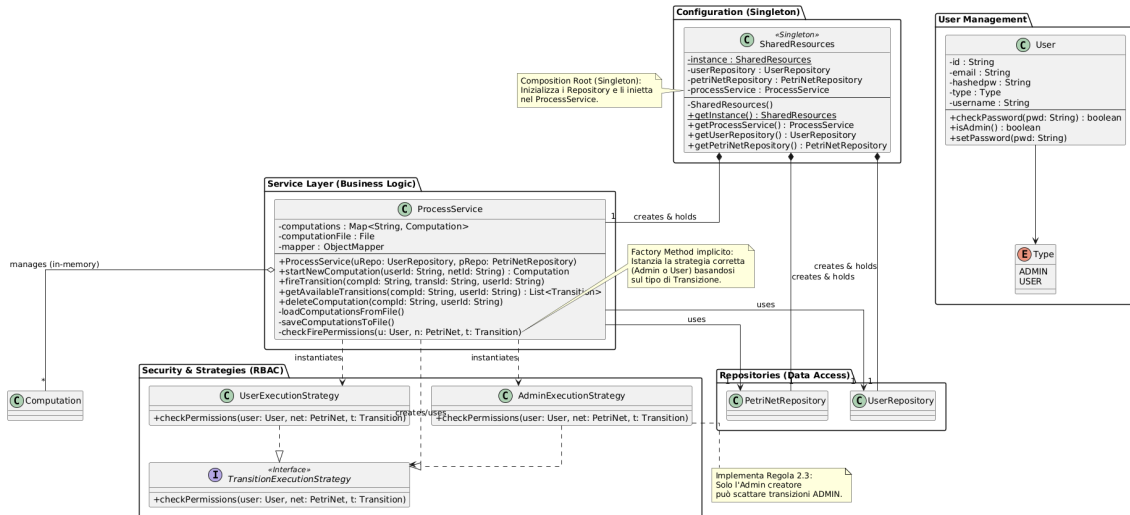 Configuration (Singleton)
C «Singleton»
SharedResources
-instance : SharedResources
-userRepository : UserRepository
-petriNetRepository : PetriNetRepository
-processService : ProcessService
-SharedResources()
+getInstance() : SharedResources
+getProcessService() : ProcessService
+getUserRepository() : UserRepository
+getPetriNetRepository() : PetriNetRepository
User Management
C User
-id : String
-email : String
-hashedpw : String
-type : Type
-username : String
+checkPassword(pwd: String) : boolean
+isAdmin() : boolean
+setPassword(pwd: String)
Composition Root (Singleton):
Inizializza i Repository e li inietta
nel ProcessService.
Service Layer (Business Logic)
C ProcessService
-computations : Map<String, Computation>
-computationFile : File
-mapper : ObjectMapper
+ProcessService(uRepo: UserRepository, pRepo: PetriNetRepository)
+startNewComputation(userId: String, netId: String) : Computation
+fireTransition(compId: String, transId: String, userId: String)
+getAvailableTransitions(compId: String, userId: String) : List<Transition>
+deleteComputation(compId: String, userId: String)
-loadComputationsFromFile()
-saveComputationsToFile()
-checkFirePermissions(u: User, n: PetriNet, t: Transition)
1
creates & holds
Factory Method implicito:
Istanzia la strategia corretta
(Admin o User) basandosi
sul tipo di Transizione.
manages (in-memory)
creates & holds
creates & holds
E Type
ADMIN
USER
uses
uses
instantiates
instantiates
*
C Computation
Security & Strategies (RBAC)
C UserExecutionStrategy
+checkPermissions(user: User, net: PetriNet, t: Transition)
creates/uses
C AdminExecutionStrategy
+checkPermissions(user: User, net: PetriNet, t: Transition)
Repositories (Data Access)
1
1
1
1
C PetriNetRepository
C UserRepository
I «Interface»
TransitionExecutionStrategy
+checkPermissions(user: User, net: PetriNet, t: Transition)
Implementa Regola 2.3:
Solo l'Admin creatore
può scattare transizioni ADMIN.